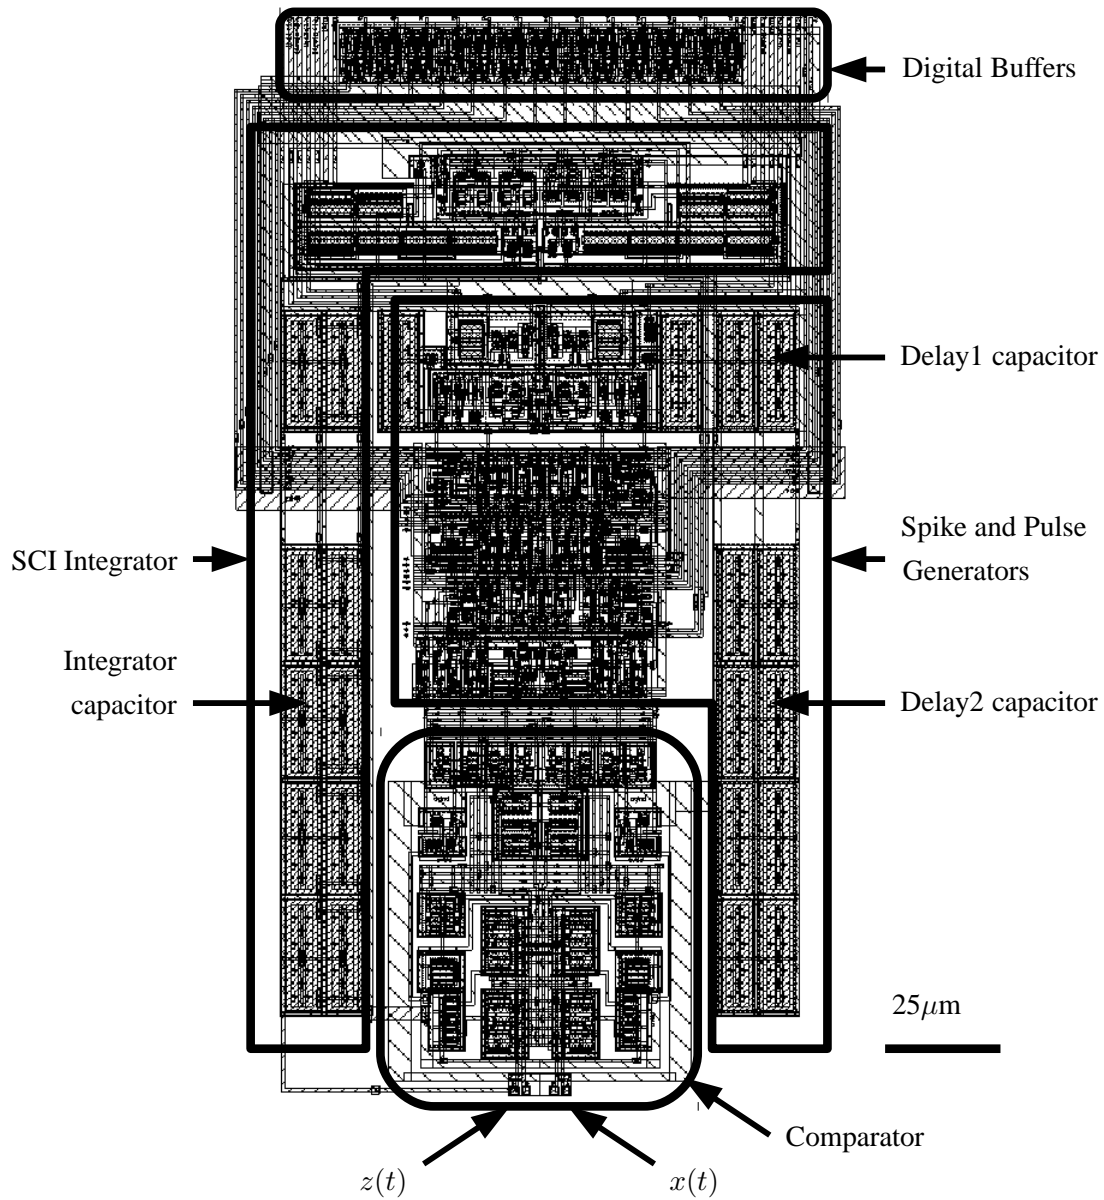 Digital Buffers
Delay1 capacitor
SCI Integrator
Spike and Pulse
Generators
Integrator
capacitor
Delay2 capacitor
25μm
Comparator
z(t)
x(t)